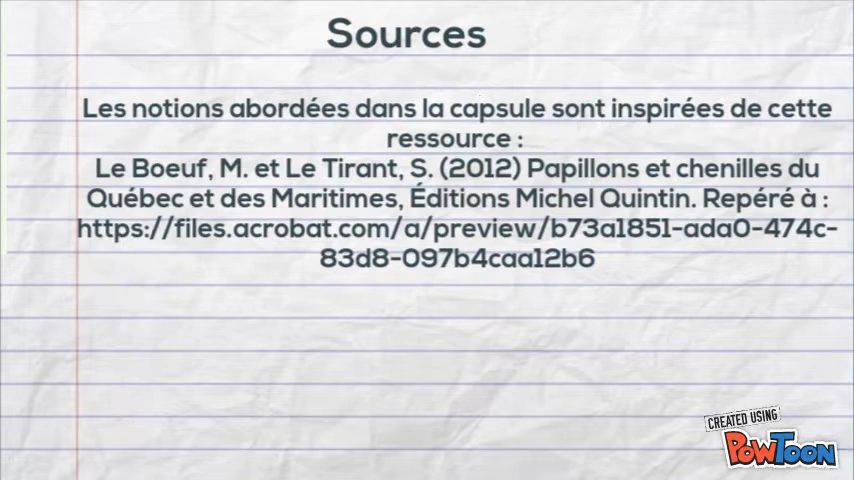 Sources
Les notions abordées dans la capsule sont inspirées de cette
ressource :
Le Boeuf, M. et Le Tirant, S. (2012) Papillons et chenilles du
Québec et des Maritimes, Éditions Michel Quintin. Repéré à :
https://files.acrobat.com/a/preview/b73a1851-ada0-474c-
83d8-097b4caa12b6
CREATED USING
POWTOON